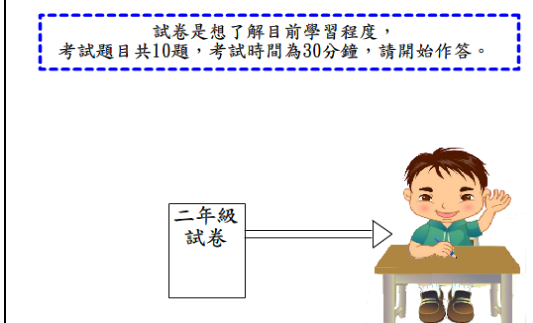 試卷是想了解目前學習程度，
考試題目共10題，考試時間為30分鐘，請開始作答。
二年級
試卷